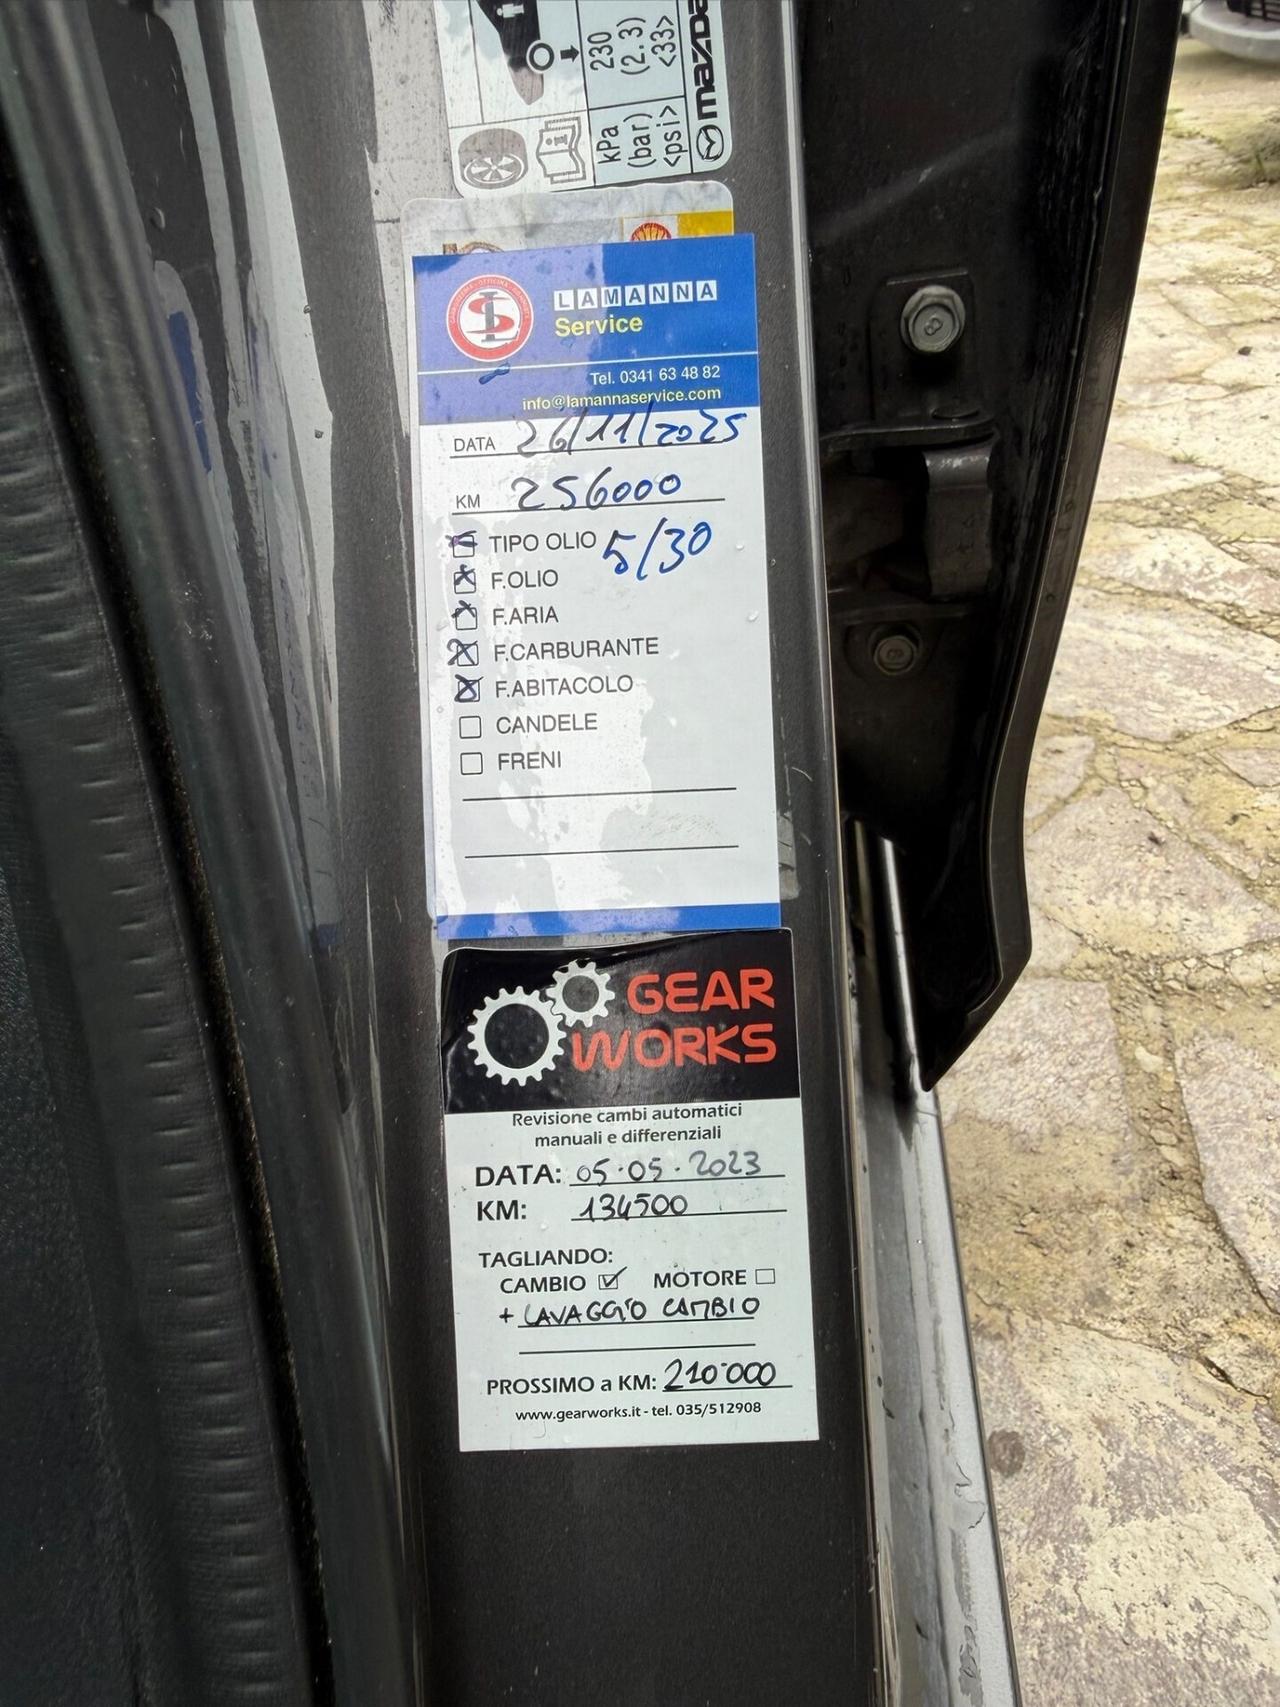 230
(2.3)
<33>
kPa
(bar)
<psi>
mazda
LAMANNA
Service
Tel. 0341 63 48 82
info@lamannaservice.com
DATA 26/11/2025
KM 256000
TIPO OLIO 5/30
F.OLIO
F.ARIA
F.CARBURANTE
F.ABITACOLO
CANDELE
FRENI
GEAR
WORKS
Revisione cambi automatici
manuali e differenziali
DATA: 05·05·2023
KM: 134500
TAGLIANDO:
CAMBIO MOTORE
+ LAVAGGIO CAMBIO
PROSSIMO a KM: 210'000
www.gearworks.it - tel. 035/512908